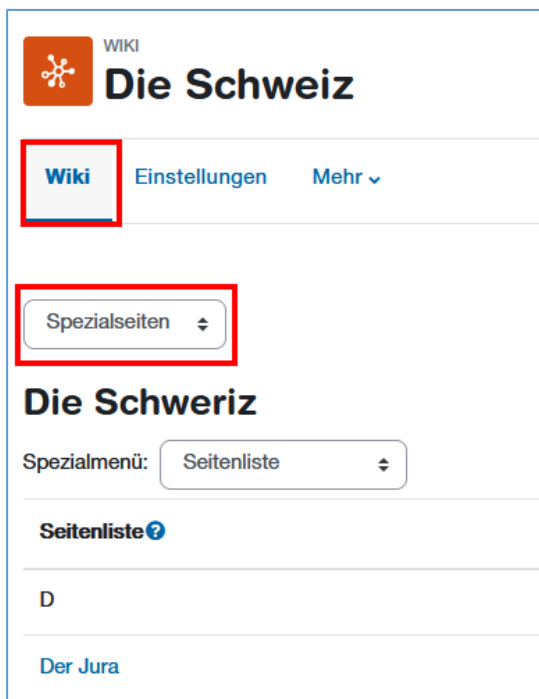 WIKI
Die Schweiz
Wiki Einstellungen Mehr
Spezialseiten
Die Schweriz
Spezialmenü: Seitenliste
Seitenliste
D
Der Jura